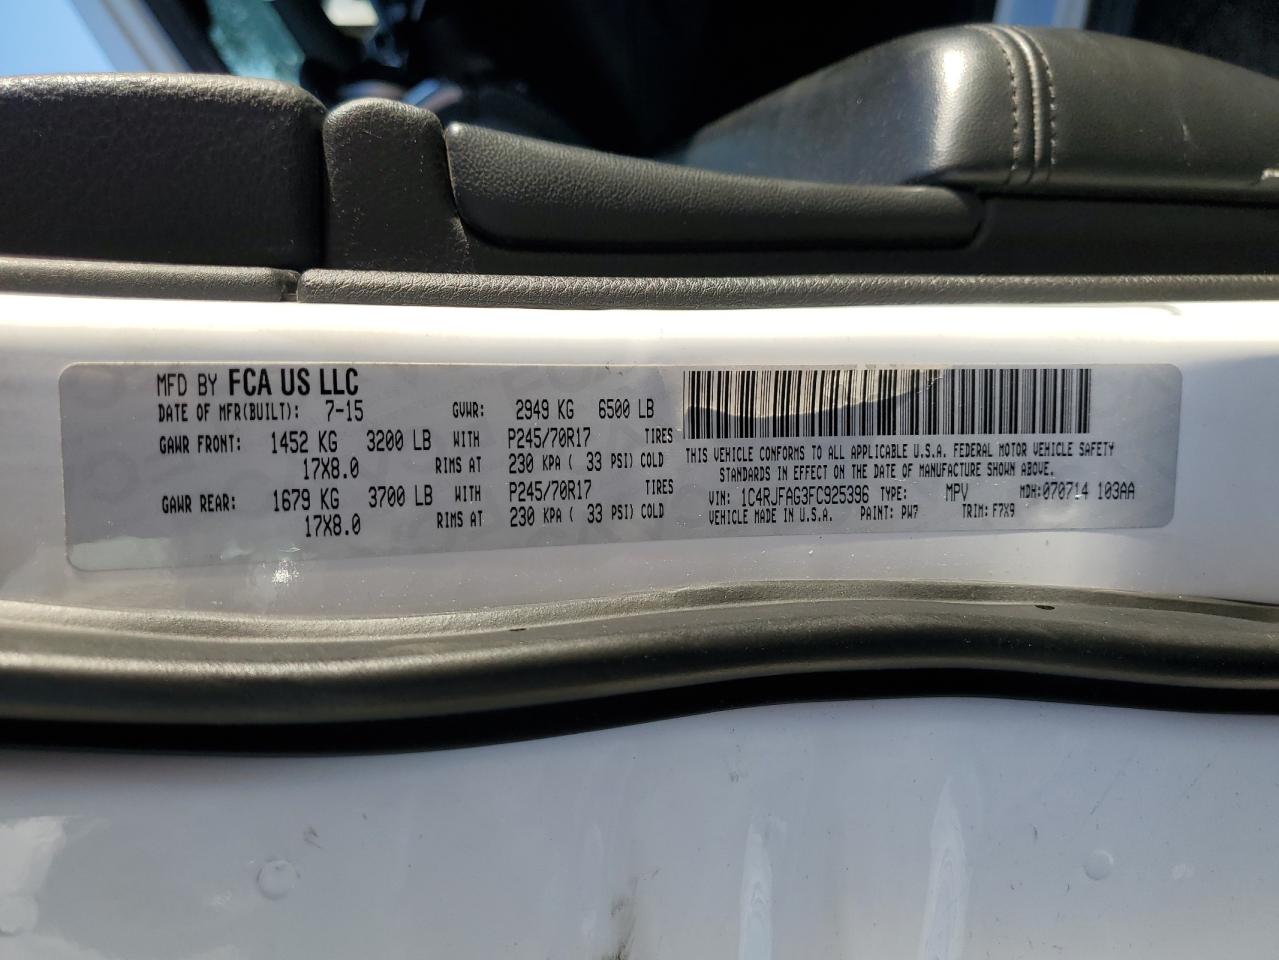 MFD BY FCA US LLC
DATE OF MFR(BUILT): 7-15 GVWR: 2949 KG 6500 LB
GAWR FRONT: 1452 KG 3200 LB WITH P245/70R17 TIRES
17X8.0 RIMS AT 230 KPA ( 33 PSI) COLD
GAWR REAR: 1679 KG 3700 LB WITH P245/70R17 TIRES
17X8.0 RIMS AT 230 KPA ( 33 PSI) COLD
THIS VEHICLE CONFORMS TO ALL APPLICABLE U.S.A. FEDERAL MOTOR VEHICLE SAFETY
STANDARDS IN EFFECT ON THE DATE OF MANUFACTURE SHOWN ABOVE.
VIN: 1C4RJFAG3FC925396 TYPE: MPV MDH:070714 103AA
VEHICLE MADE IN U.S.A. PAINT: PW7 TRIM: F7X9